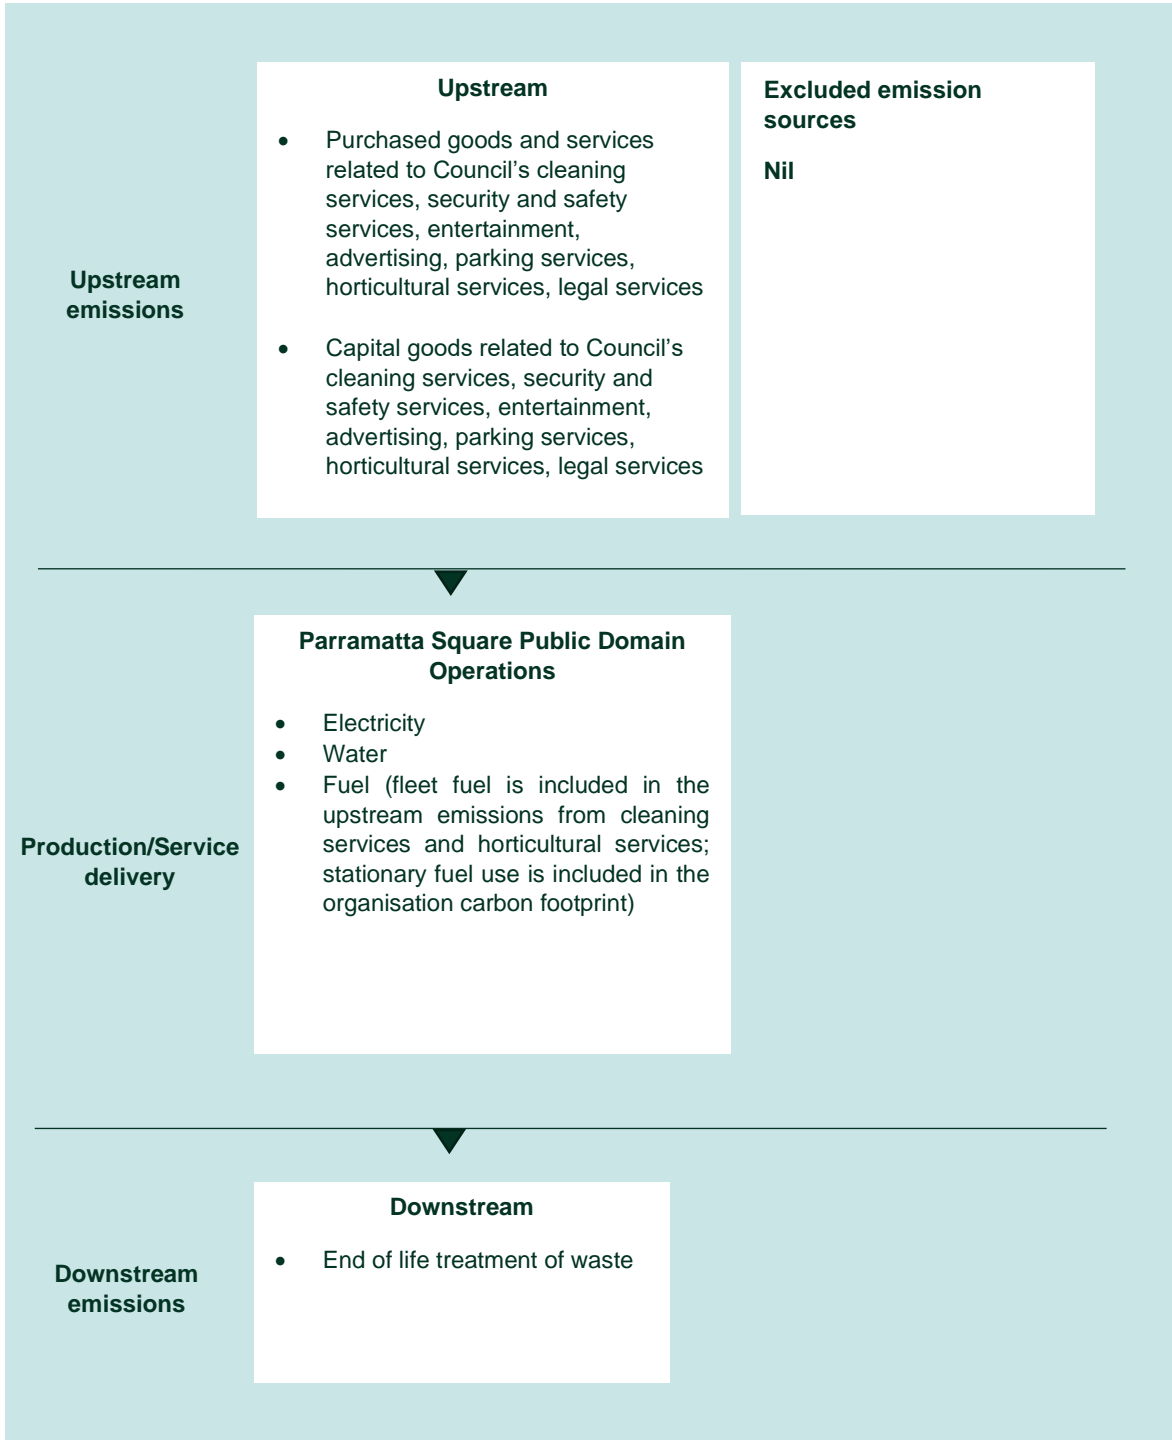 Upstream
emissions
Upstream
• Purchased goods and services
related to Council’s cleaning
services, security and safety
services, entertainment,
advertising, parking services,
horticultural services, legal services
• Capital goods related to Council’s
cleaning services, security and
safety services, entertainment,
advertising, parking services,
horticultural services, legal services
Excluded emission
sources
Nil
Production/Service
delivery
Parramatta Square Public Domain
Operations
• Electricity
• Water
• Fuel (fleet fuel is included in the
upstream emissions from cleaning
services and horticultural services;
stationary fuel use is included in the
organisation carbon footprint)
Downstream
emissions
Downstream
• End of life treatment of waste